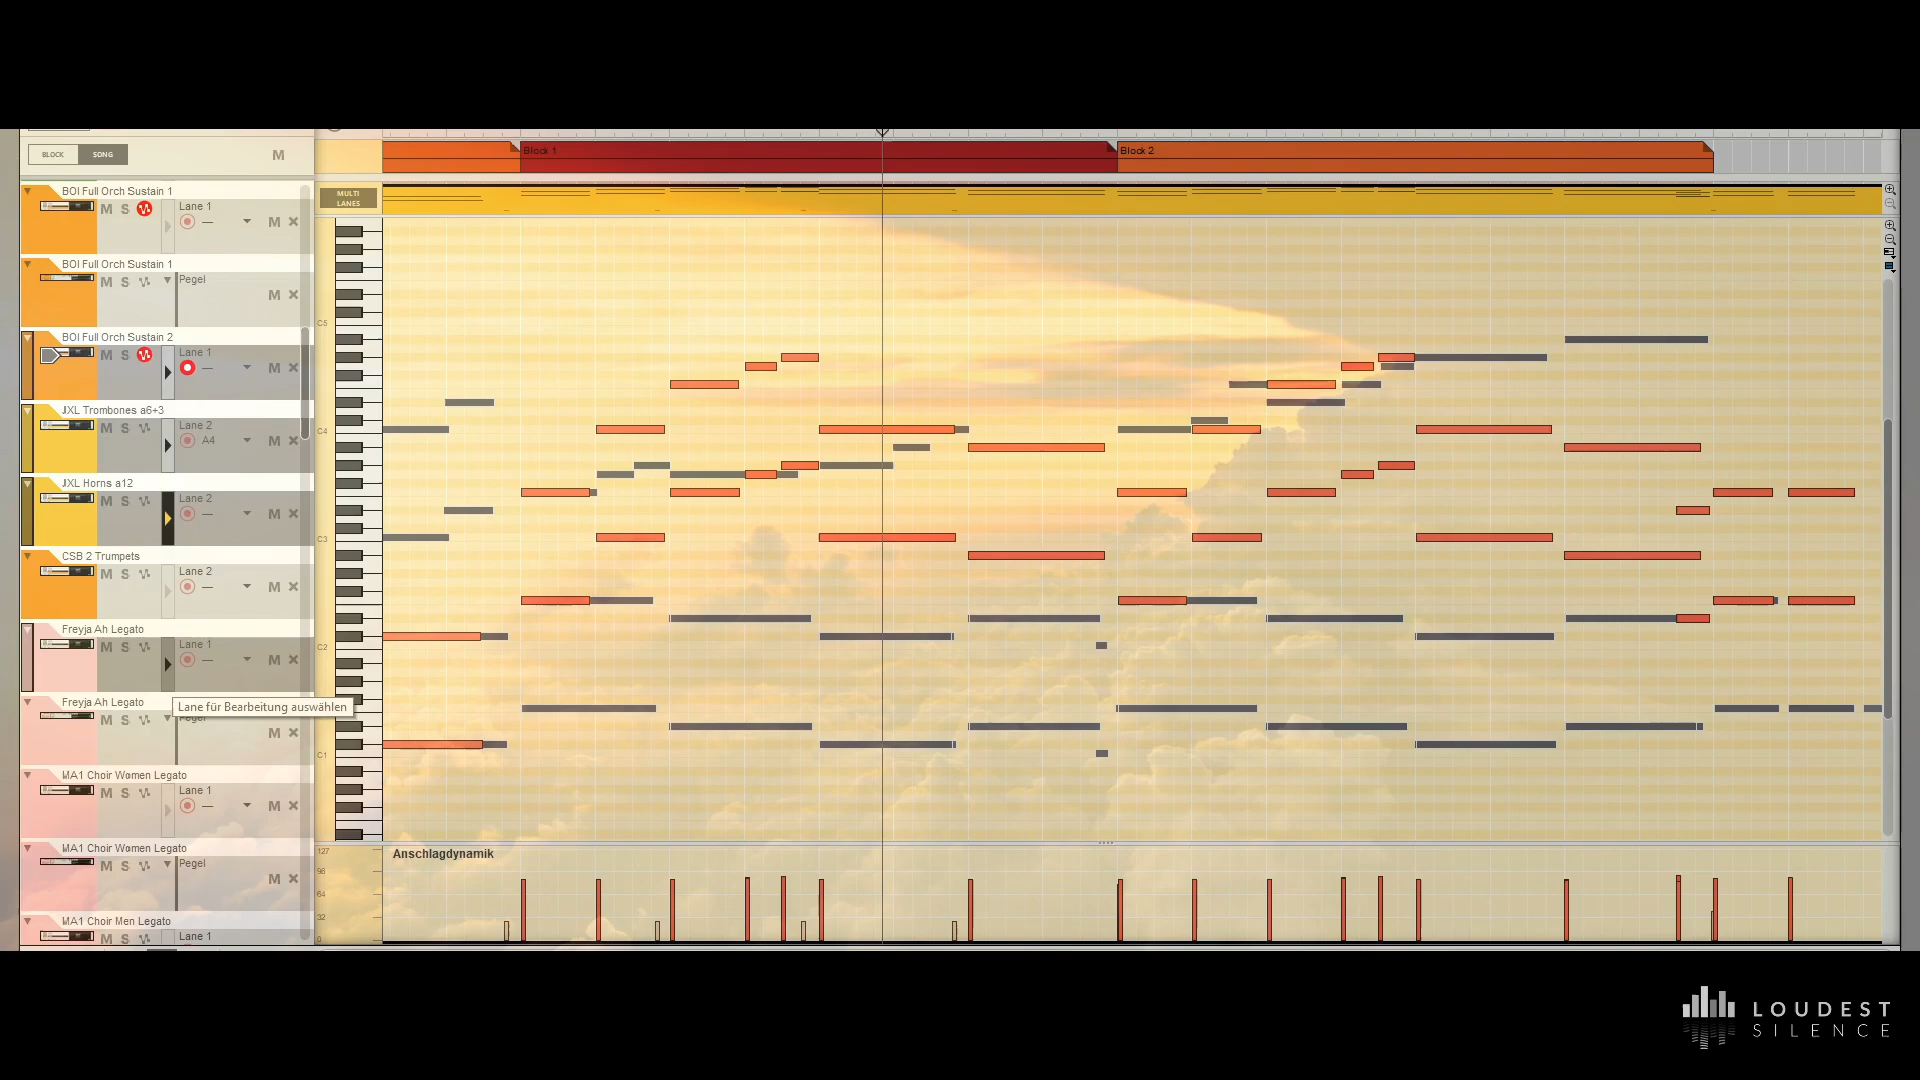 BLOCK SONG M
Block 1 Block 2
MULTI
LANES
BOI Full Orch Sustain 1
M S Lane 1
— M X
BOI Full Orch Sustain 1
M S Pegel
M X
BOI Full Orch Sustain 2
M S Lane 1
— M X
JXL Trombones a6+3
M S Lane 2
A4 M X
JXL Horns a12
M S Lane 2
— M X
CSB 2 Trumpets
M S Lane 2
— M X
Freyja Ah Legato
M S Lane 1
— M X
Freyja Ah Legato
Lane für Bearbeitung auswählen
M S Pegel
M X
MA1 Choir Women Legato
M S Lane 1
— M X
MA1 Choir Women Legato
M S Pegel
M X
MA1 Choir Men Legato
M S Lane 1
C5
C4
C3
C2
C1
127
96
64
32
0
Anschlagdynamik
LOUDEST
SILENCE